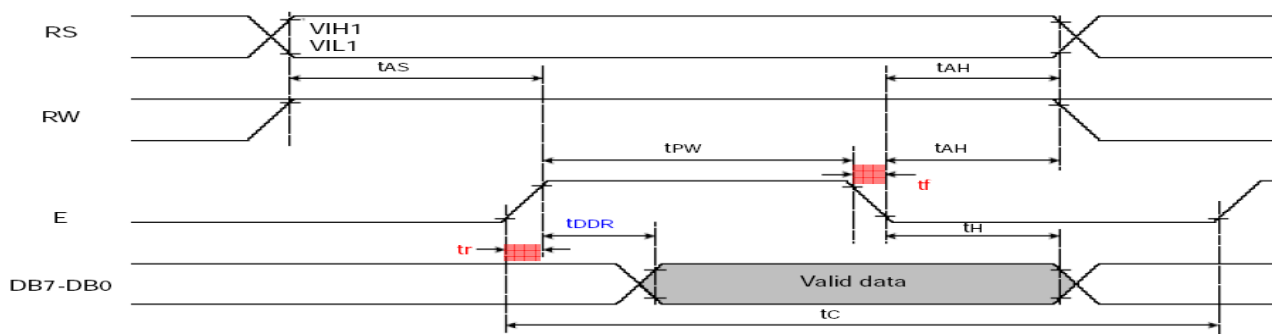 RS
VIH1
VIL1
tAS
tAH
RW
tPW
tAH
tf
E
tDDR
tH
tr
DB7-DB0
Valid data
tC